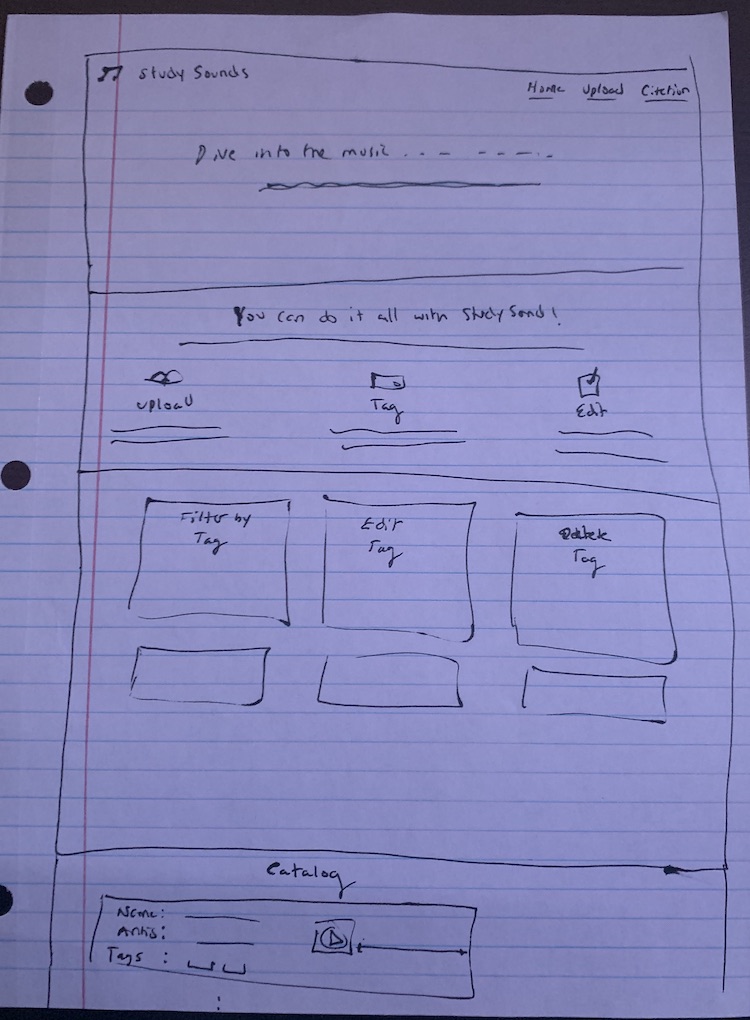 Study Sounds
Home Upload Citation
Dive into the music...
You can do it all with Study Sound!
Upload Tag Edit
Filter by
Tag
Edit
Tag
Delete
Tag
Catalog
Name:
Artis:
Tags :